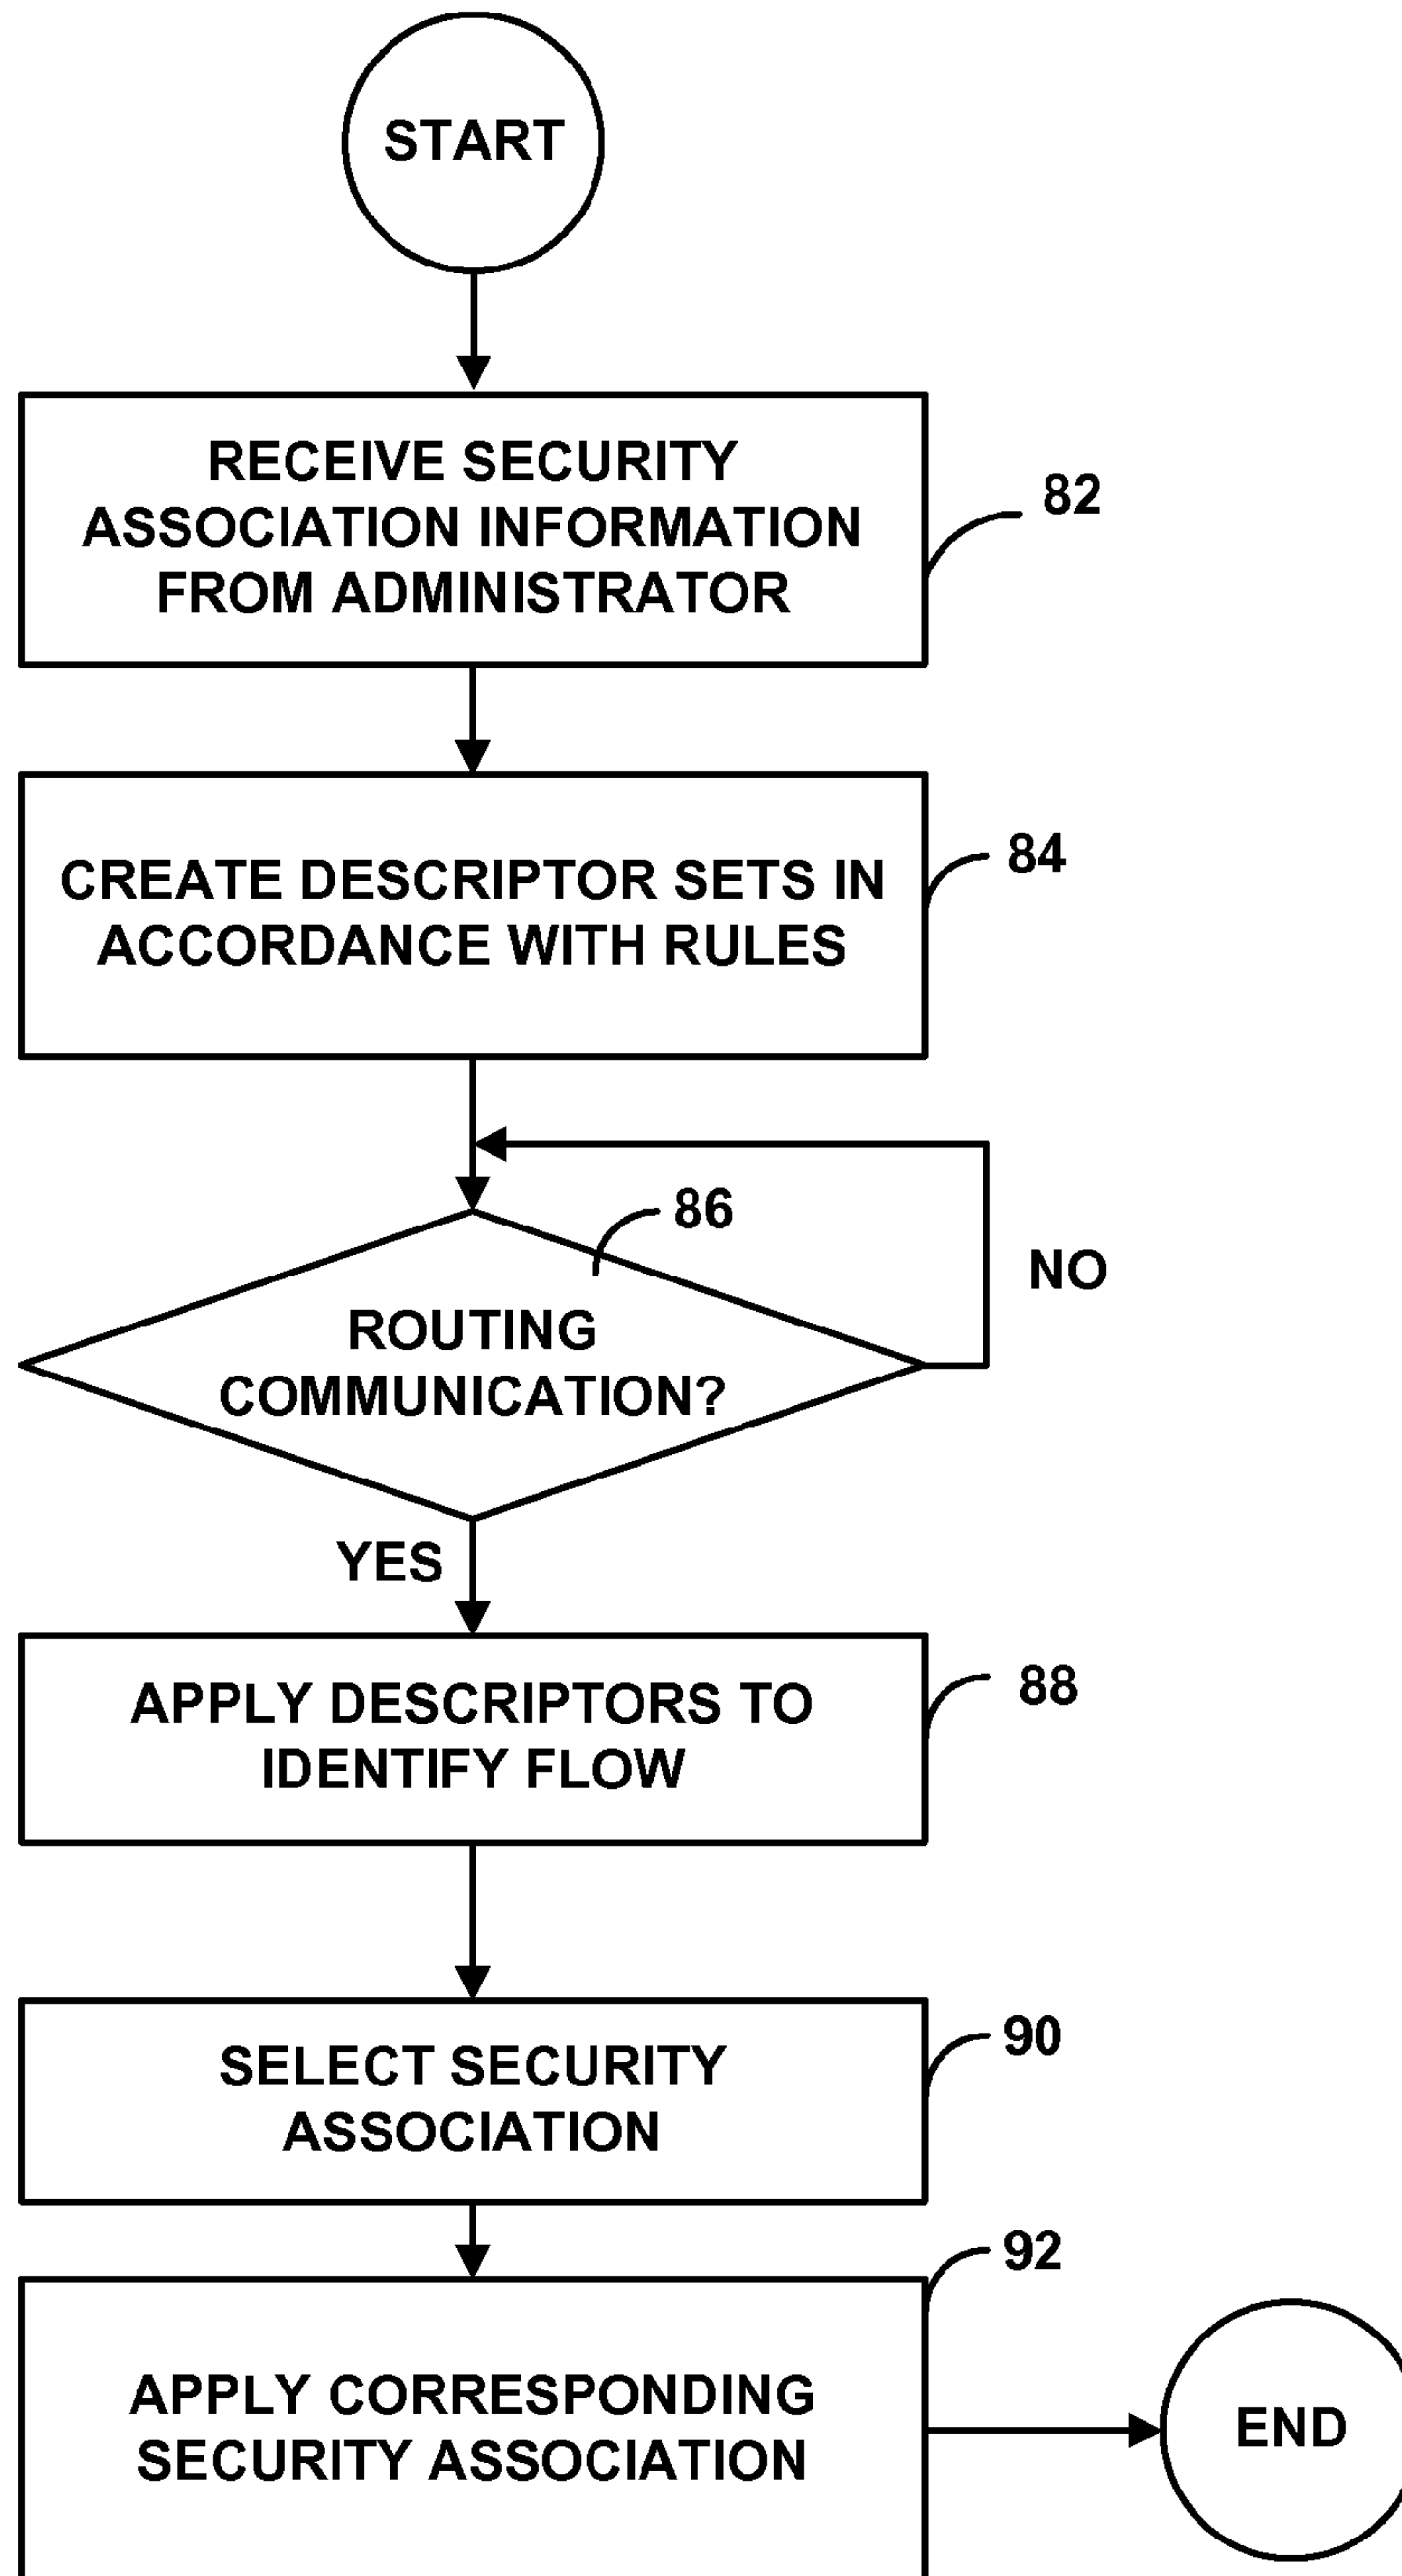 START
RECEIVE SECURITY
ASSOCIATION INFORMATION
FROM ADMINISTRATOR
82
CREATE DESCRIPTOR SETS IN
ACCORDANCE WITH RULES
84
86
ROUTING
COMMUNICATION?
NO
YES
APPLY DESCRIPTORS TO
IDENTIFY FLOW
88
SELECT SECURITY
ASSOCIATION
90
92
APPLY CORRESPONDING
SECURITY ASSOCIATION
END